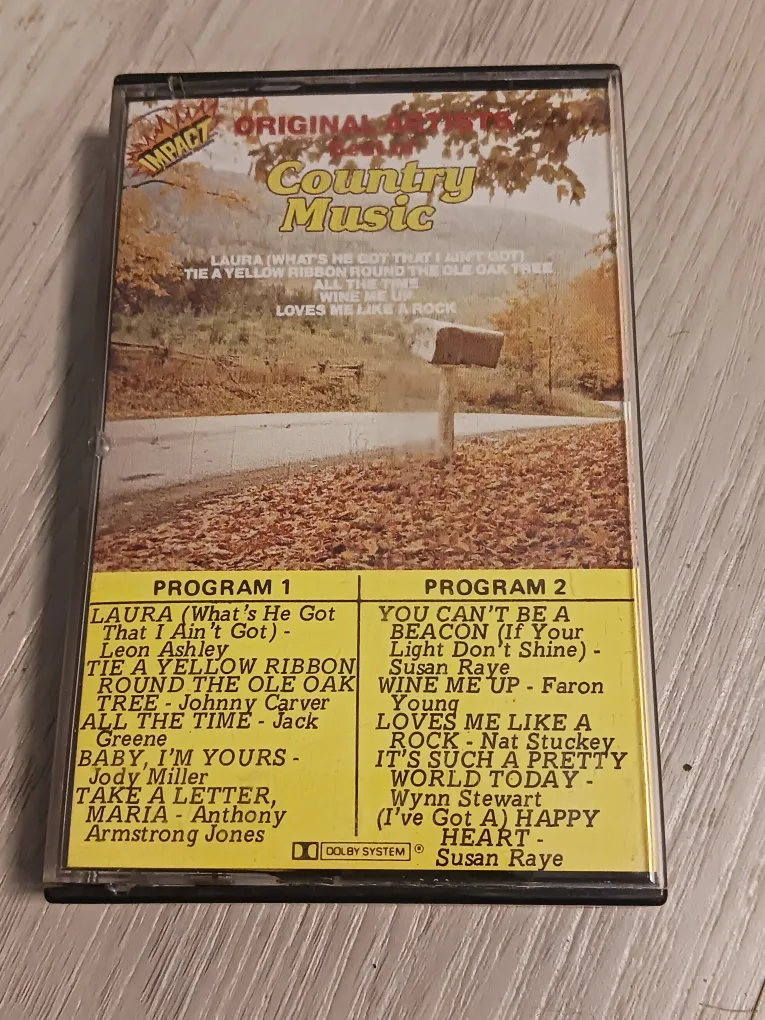 IMPACT
ORIGINAL ARTISTS
Best of
Country
Music
LAURA (WHAT'S HE GOT THAT I AIN'T GOT)
TIE A YELLOW RIBBON ROUND THE OLE OAK TREE
ALL THE TIME
WINE ME UP
LOVES ME LIKE A ROCK
PROGRAM 1
LAURA (What's He Got
That I Ain't Got) -
Leon Ashley
TIE A YELLOW RIBBON
ROUND THE OLE OAK
TREE - Johnny Carver
ALL THE TIME - Jack
Greene
BABY, I'M YOURS -
Jody Miller
TAKE A LETTER,
MARIA - Anthony
Armstrong Jones
PROGRAM 2
YOU CAN'T BE A
BEACON (If Your
Light Don't Shine) -
Susan Raye
WINE ME UP - Faron
Young
LOVES ME LIKE A
ROCK - Nat Stuckey
IT'S SUCH A PRETTY
WORLD TODAY -
Wynn Stewart
(I've Got A) HAPPY
HEART -
Susan Raye
DOLBY SYSTEM ®